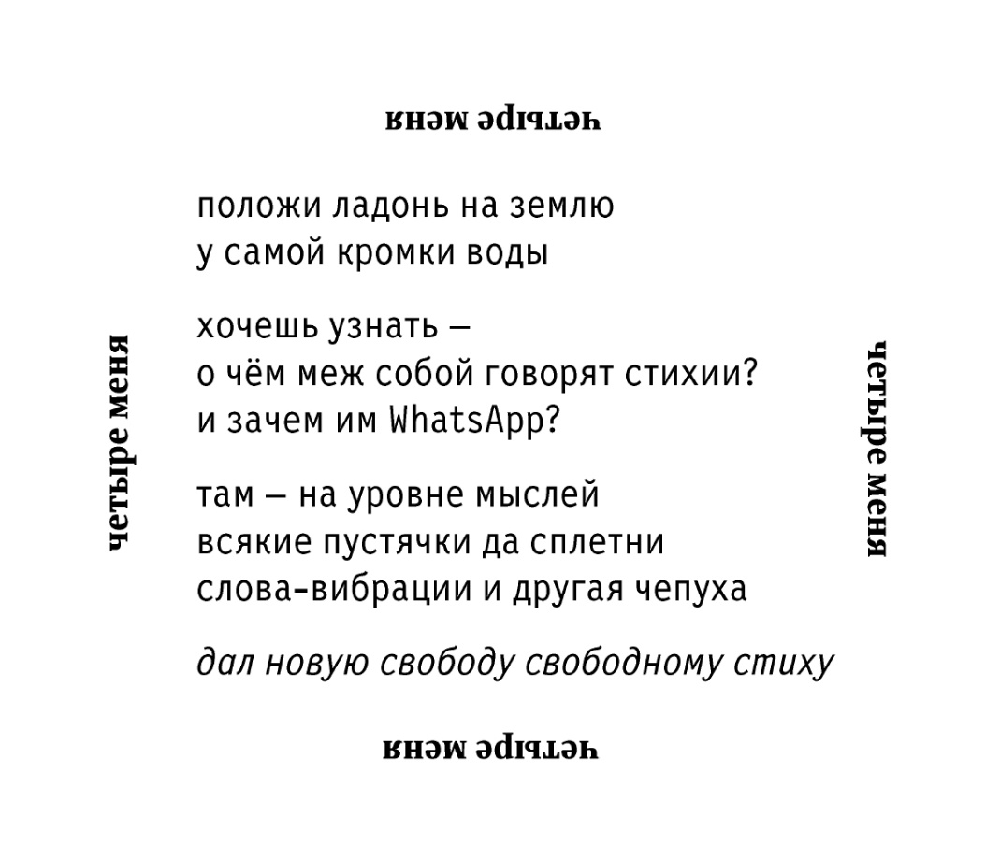 четыре меня
положи ладонь на землю
у самой кромки воды
хочешь узнать –
о чём меж собой говорят стихии?
и зачем им WhatsApp?
четыре меня
четыре меня
там – на уровне мыслей
всякие пустячки да сплетни
слова-вибрации и другая чепуха
дал новую свободу свободному стиху
четыре меня